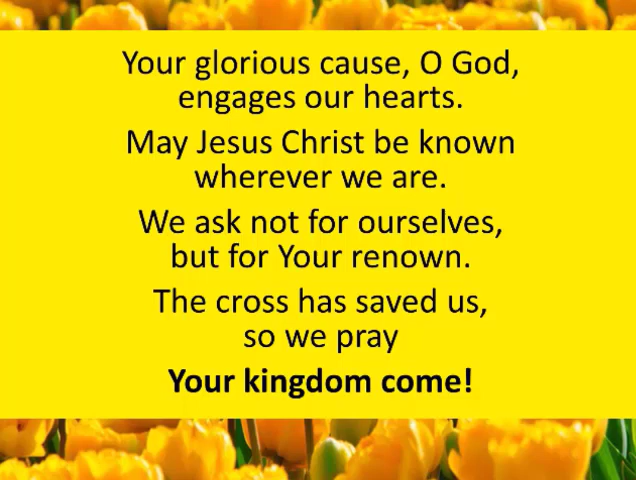 Your glorious cause, O God,
engages our hearts.
May Jesus Christ be known
wherever we are.
We ask not for ourselves,
but for Your renown.
The cross has saved us,
so we pray
Your kingdom come!